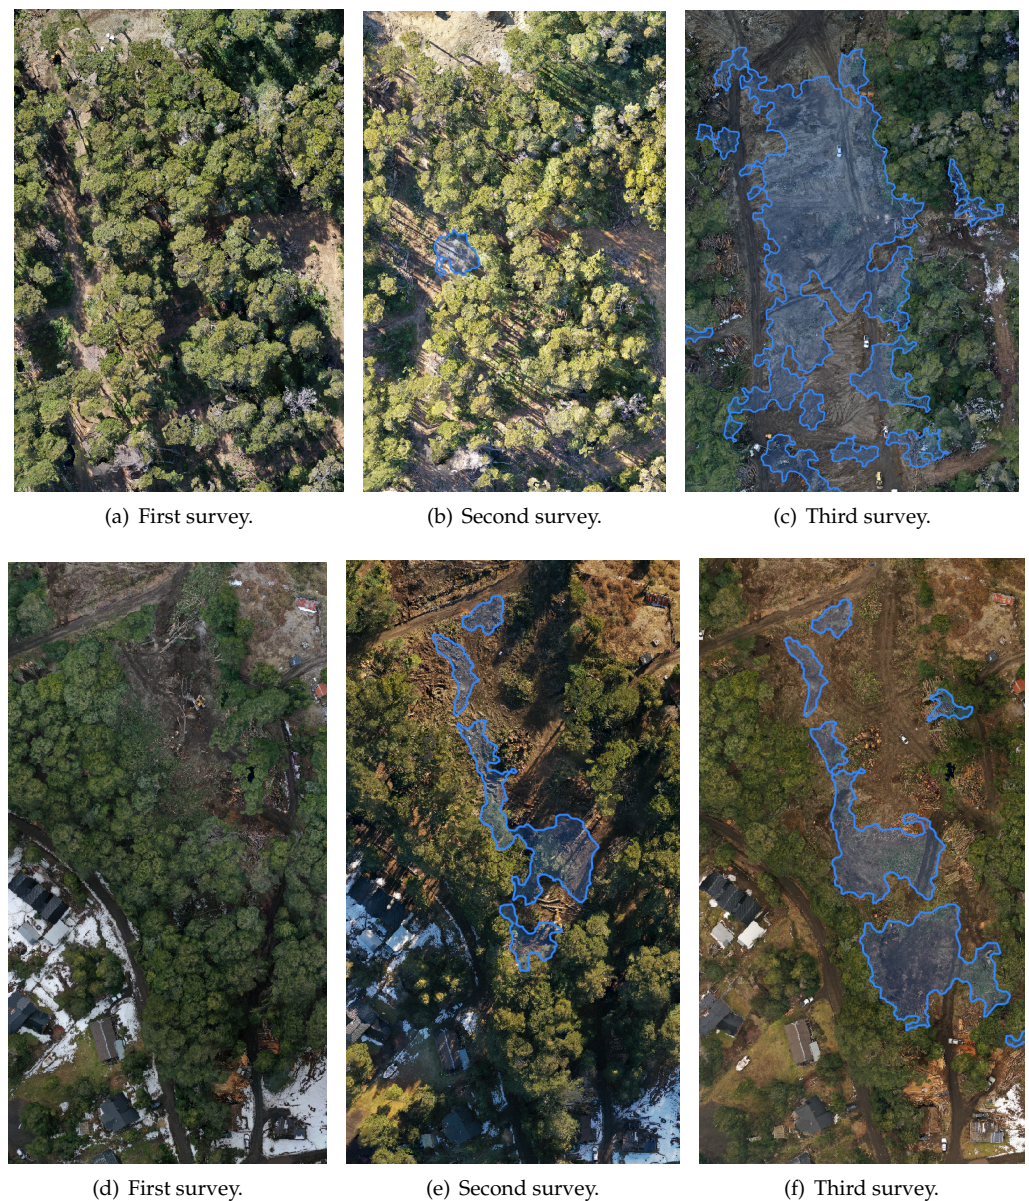 (a) First survey.
(b) Second survey.
(c) Third survey.
(d) First survey.
(e) Second survey.
(f) Third survey.